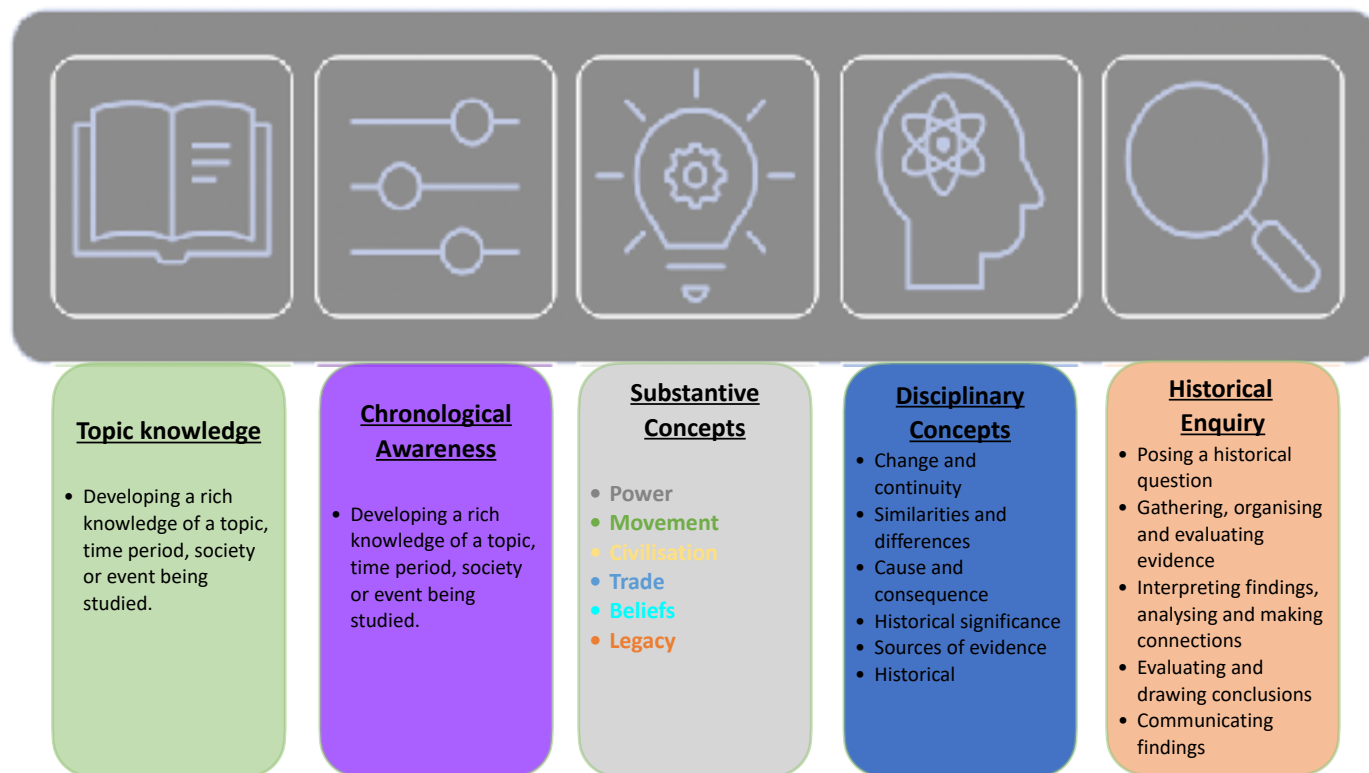 Topic knowledge
• Developing a rich
knowledge of a topic,
time period, society
or event being
studied.
Chronological
Awareness
• Developing a rich
knowledge of a topic,
time period, society
or event being
studied.
Substantive
Concepts
• Power
• Movement
• Civilisation
• Trade
• Beliefs
• Legacy
Disciplinary
Concepts
• Change and
continuity
• Similarities and
differences
• Cause and
consequence
• Historical significance
• Sources of evidence
• Historical
Historical
Enquiry
• Posing a historical
question
• Gathering, organising
and evaluating
evidence
• Interpreting findings,
analysing and making
connections
• Evaluating and
drawing conclusions
• Communicating
findings